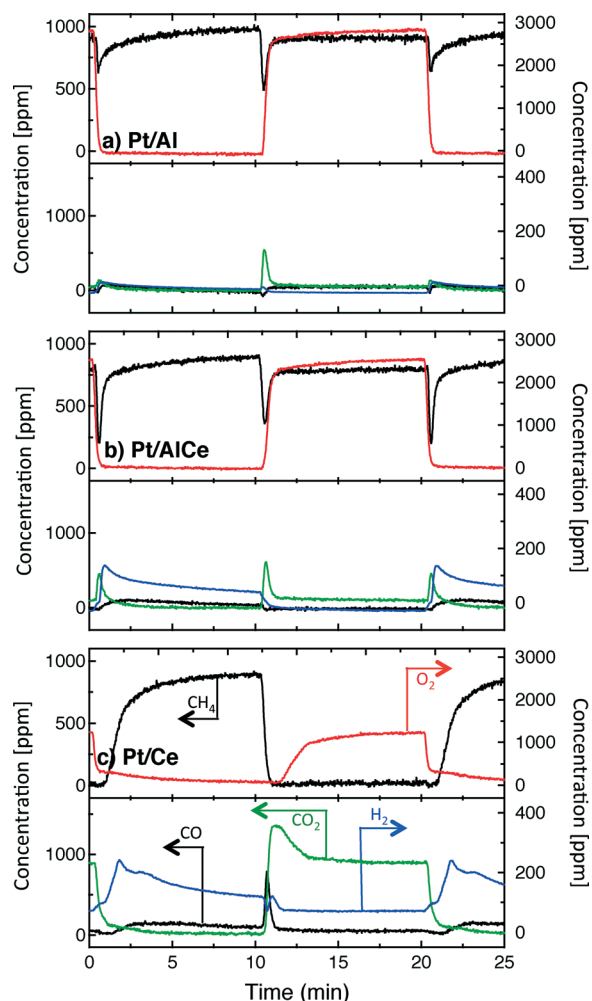 1000
500
0
3000
2000
1000
0
a) Pt/Al
Concentration [ppm]
Concentration [ppm]
1000
0
400
200
0
1000
500
0
3000
2000
1000
0
b) Pt/AlCe
Concentration [ppm]
Concentration [ppm]
1000
0
400
200
0
1000
500
0
3000
2000
1000
0
O2
CH4
c) Pt/Ce
Concentration [ppm]
Concentration [ppm]
1000
0
400
200
0
CO
CO2
H2
0 5 10 15 20 25
Time (min)